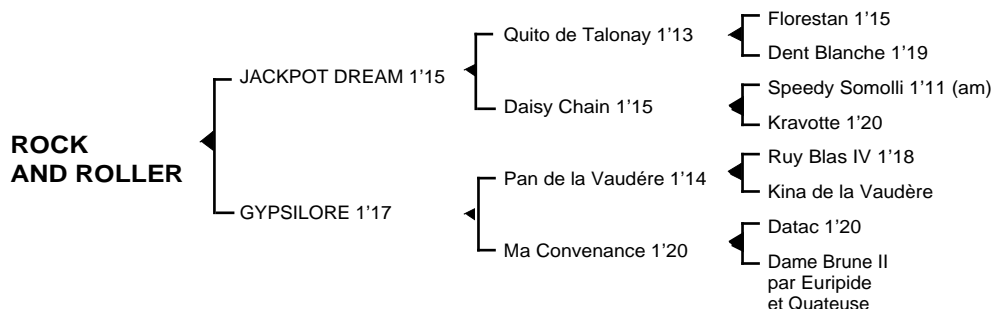 ROCK
AND ROLLER
JACKPOT DREAM 1’15
GYPSILORE 1’17
Quito de Talonay 1’13
Daisy Chain 1’15
Pan de la Vaudére 1’14
Ma Convenance 1’20
Florestan 1’15
Dent Blanche 1’19
Speedy Somolli 1’11 (am)
Kravotte 1’20
Ruy Blas IV 1’18
Kina de la Vaudère
Datac 1’20
Dame Brune II
par Euripide
et Quateuse